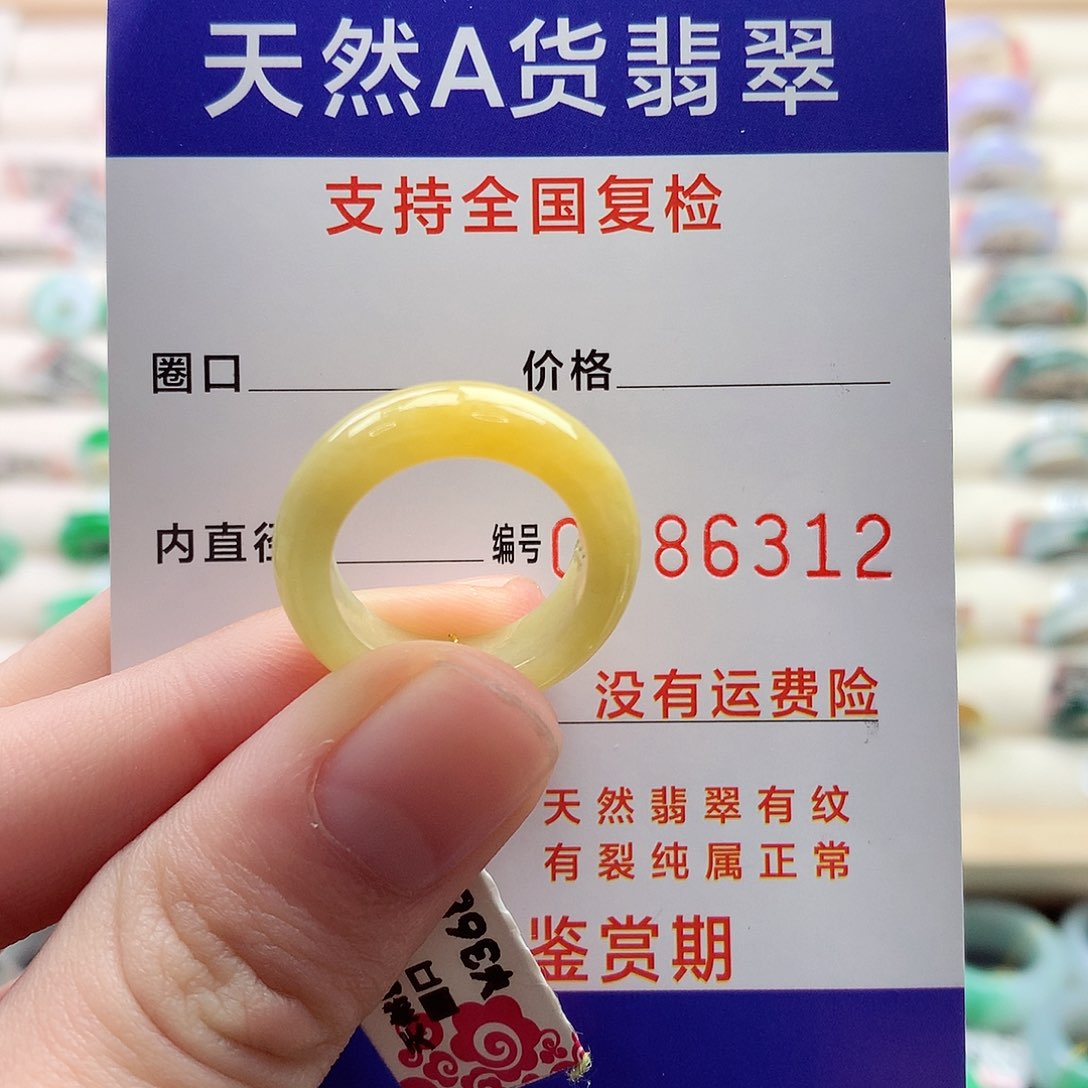 天然A货翡翠
支持全国复检
圈口 价格
内直径 编号 86312
没有运费险
天然翡翠有纹
有裂纯属正常
鉴赏期